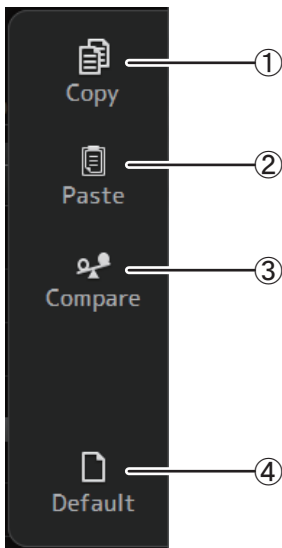 Copy ①
Paste ②
Compare ③
Default ④